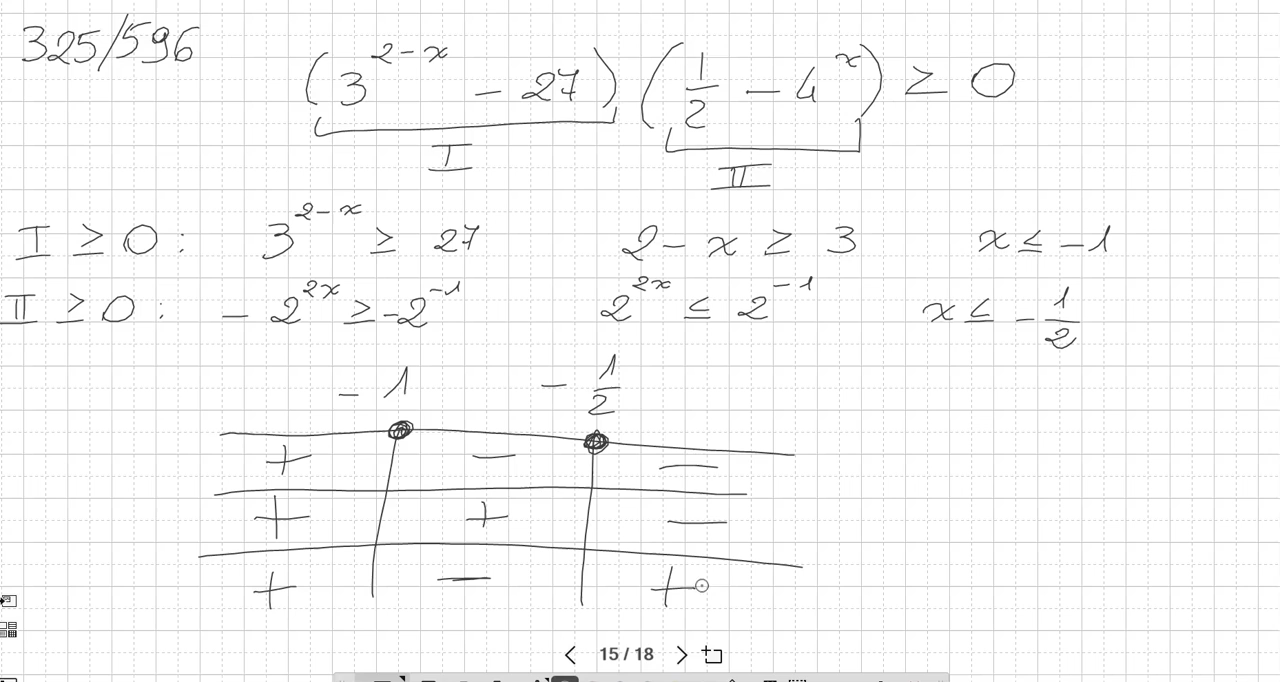 325/596
(3^{2-x} - 27) (1/2 - 4^x) ≥ 0
I II
I ≥ 0 : 3^{2-x} ≥ 27 2 - x ≥ 3 x ≤ -1
II ≥ 0 : - 2^{2x} ≥ -2^{-1} 2^{2x} ≤ 2^{-1} x ≤ - 1/2
- 1 - 1/2
+ - -
+ + -
+ - +
15 / 18